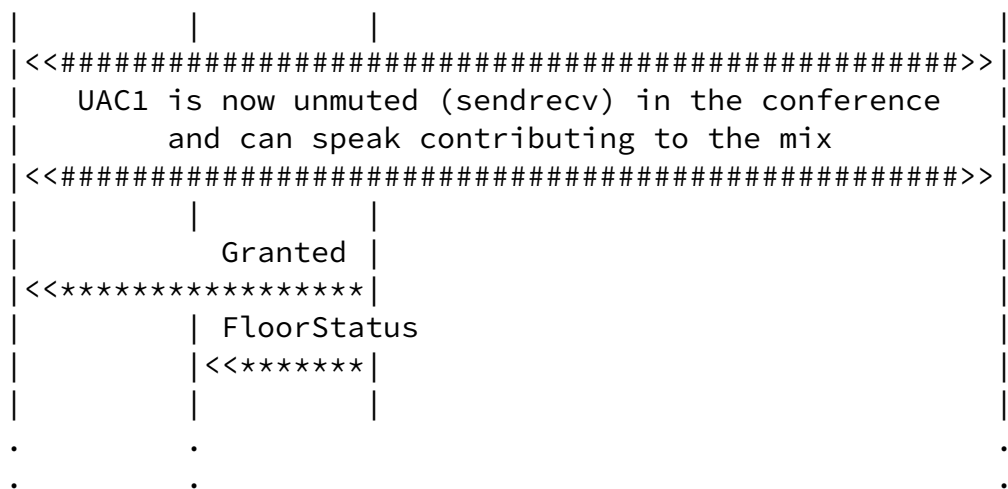 |         |         |                                  |
|<<##################################################>>|
|   UAC1 is now unmuted (sendrecv) in the conference   |
|        and can speak contributing to the mix         |
|<<##################################################>>|
|         |         |                                  |
|           Granted |                                  |
|<<*****************|                                  |
|         | FloorStatus                                |
|         |<<*******|                                  |
|         |         |                                  |
.         .                                            .
.         .                                            .